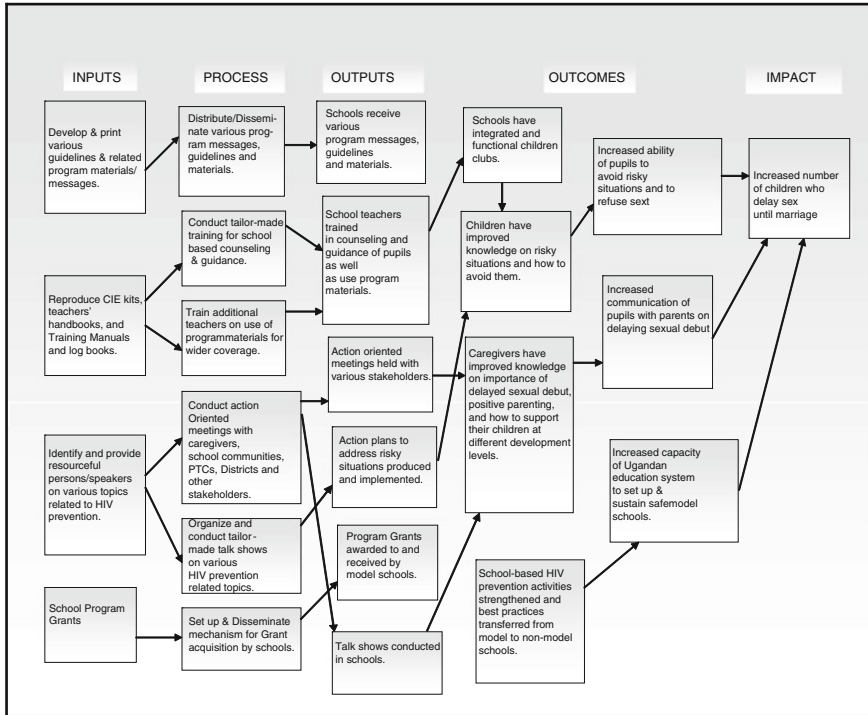 INPUTS
PROCESS
OUTPUTS
OUTCOMES
IMPACT
Develop & print
various
guidelines & related
program materials/
messages.
Reproduce CIE kits,
teachers'
handbooks, and
Training Manuals
and log books.
Identify and provide
resourceful
persons/speakers
on various topics
related to HIV
prevention.
School Program
Grants
Distribute/Dissemi-
nate various prog-
ram messages,
guidelines and
materials.
Conduct tailor-made
training for school
based counseling
& guidance.
Train additional
teachers on use of
programmaterials for
wider coverage.
Conduct action
Oriented
meetings with
caregivers,
school communities,
PTCs, Districts and
other
stakeholders.
Organize and
conduct tailor-
made talk shows
on various
HIV prevention
related topics.
Set up & Disseminate
mechanism for Grant
acquisition by schools.
Schools receive
various
program messages,
guidelines
and materials.
School teachers
trained
in counseling and
guidance of pupils
as well
as use program
materials.
Action oriented
meetings held with
various stakeholders.
Action plans to
address risky
situations produced
and implemented.
Program Grants
awarded to and
received by
model schools.
Talk shows conducted
in schools.
Schools have
integrated and
functional children
clubs.
Children have
improved
knowledge on risky
situations and how to
avoid them.
Caregivers have
improved knowledge
on importance of
delayed sexual debut,
positive parenting,
and how to support
their children at
different development
levels.
School-based HIV
prevention activities
strengthened and
best practices
transferred from
model to non-model
schools.
Increased ability
of pupils to
avoid risky
situations and to
refuse sext
Increased
communication of
pupils with parents on
delaying sexual debut
Increased capacity
of Ugandan
education system
to set up &
sustain safemodel
schools.
Increased number
of children who
delay sex
until marriage